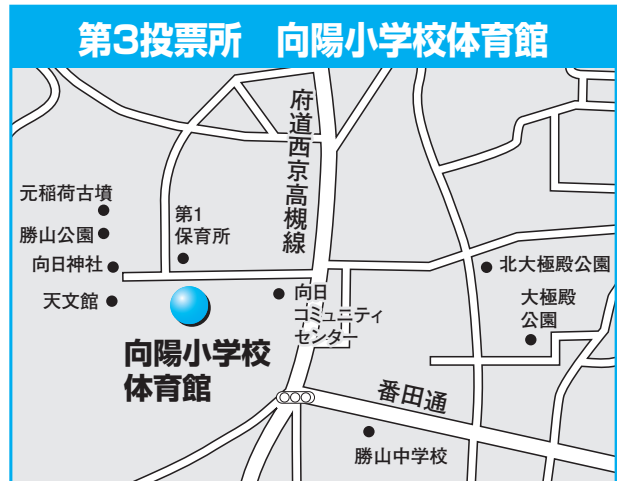 第3投票所 向陽小学校体育館
府道西京高槻線
元稲荷古墳
勝山公園
向日神社
天文館
第1
保育所
向日
コミュニティ
センター
北大極殿公園
大極殿
公園
向陽小学校
体育館
番田通
勝山中学校